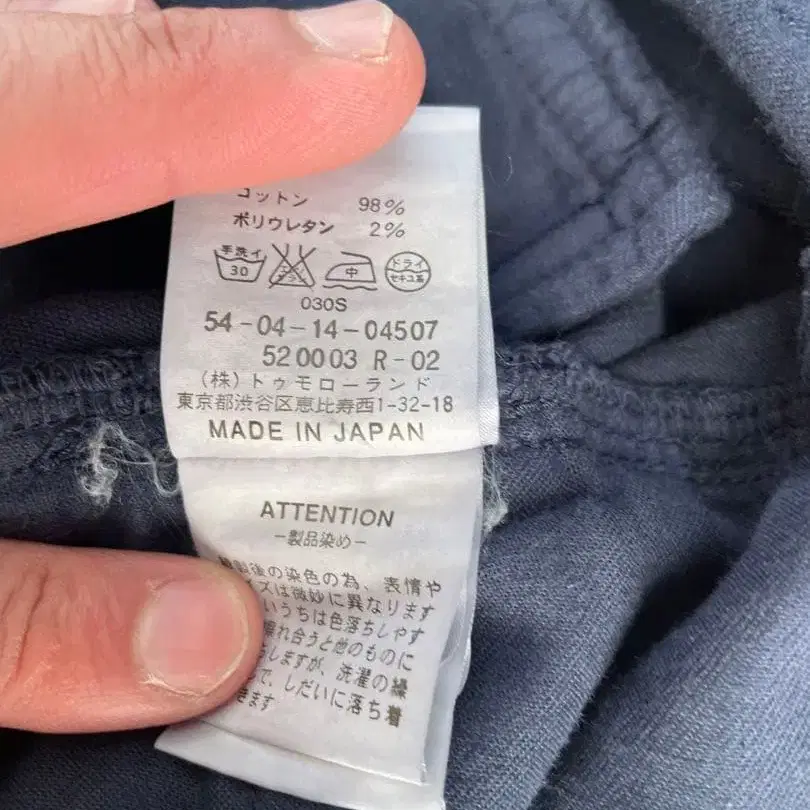 コットン 98%
ポリウレタン 2%
手洗イ 30 中 ドライ セキユ系
030S
54-04-14-04507
520003 R-02
(株)トゥモローランド
東京都渋谷区恵比寿西1-32-18
MADE IN JAPAN
ATTENTION
-製品染め-
後の染色の為、表情や
イズは微妙に異なります
いうちは色落ちしやす
擦れ合うと他のものに
しますが、洗濯の繰
で、しだいに落ち着
きます